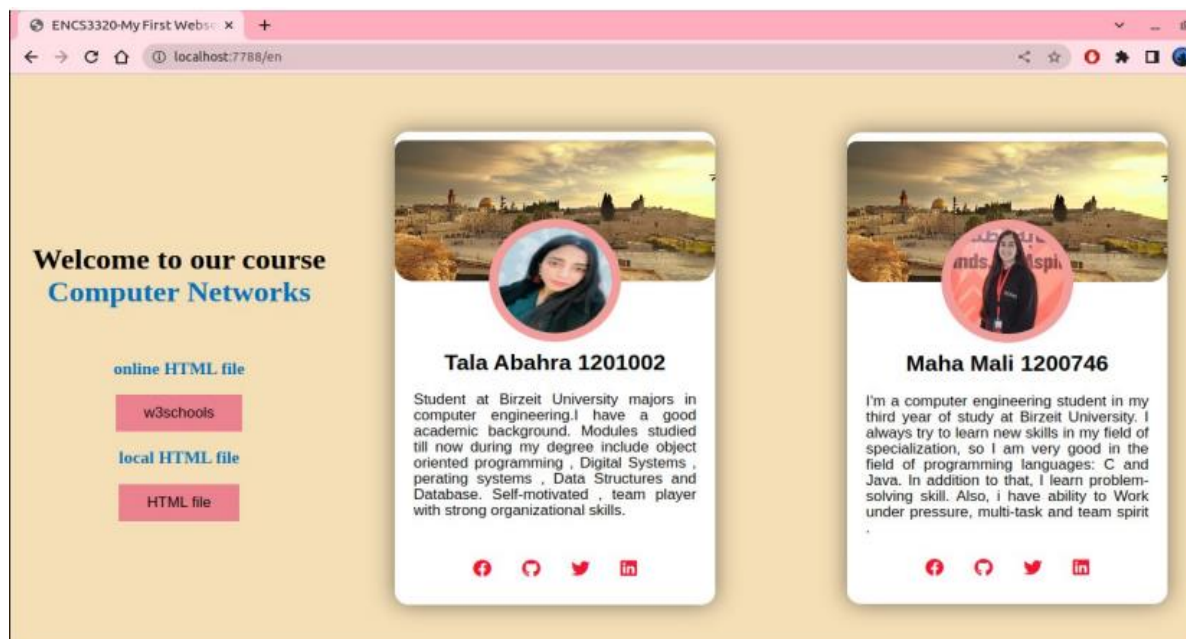 ENCS3320-My First Webse
localhost:7788/en
Welcome to our course
Computer Networks
online HTML file
w3schools
local HTML file
HTML file
Tala Abahra 1201002
Student at Birzeit University majors in
computer engineering.I have a good
academic background. Modules studied
till now during my degree include object
oriented programming , Digital Systems ,
perating systems , Data Structures and
Database. Self-motivated , team player
with strong organizational skills.
Maha Mali 1200746
I'm a computer engineering student in my
third year of study at Birzeit University. I
always try to learn new skills in my field of
specialization, so I am very good in the
field of programming languages: C and
Java. In addition to that, I learn problem-
solving skill. Also, i have ability to Work
under pressure, multi-task and team spirit
.